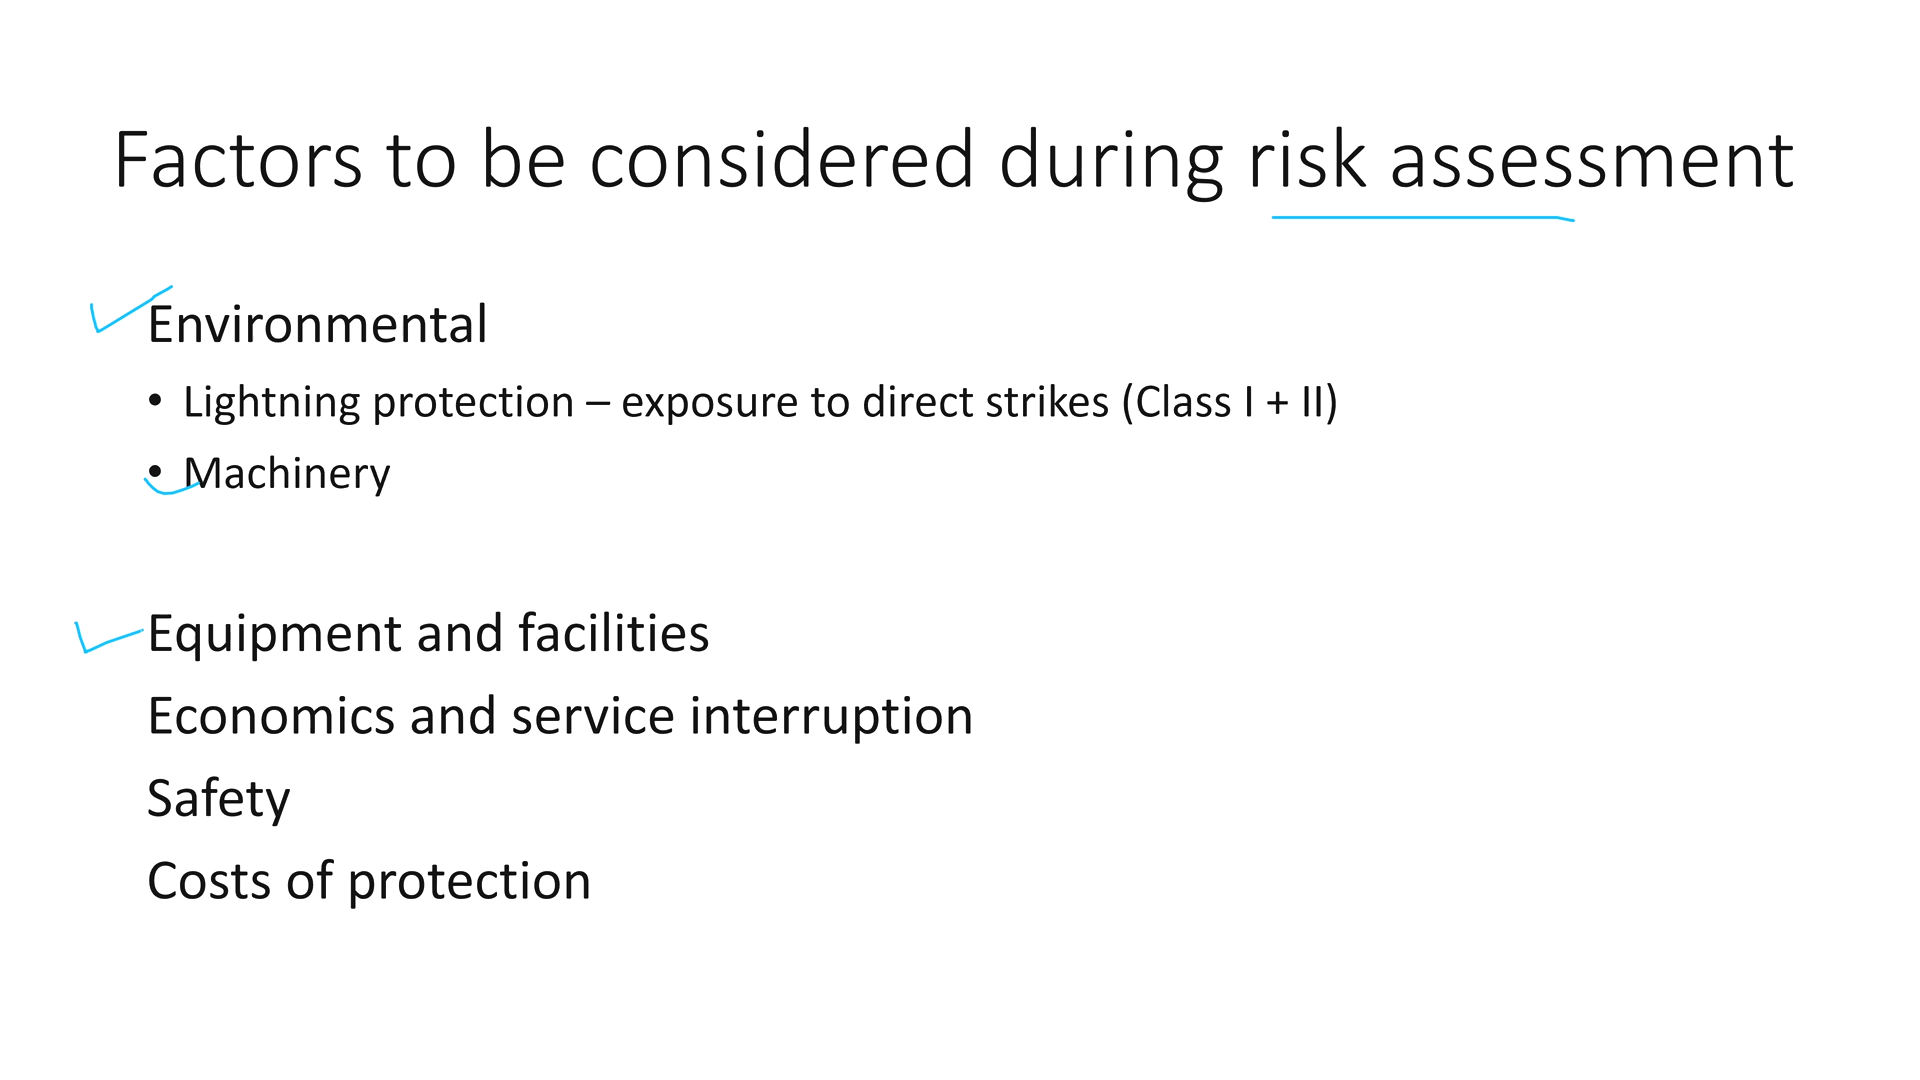 Factors to be considered during risk assessment
Environmental
• Lightning protection – exposure to direct strikes (Class I + II)
• Machinery
Equipment and facilities
Economics and service interruption
Safety
Costs of protection